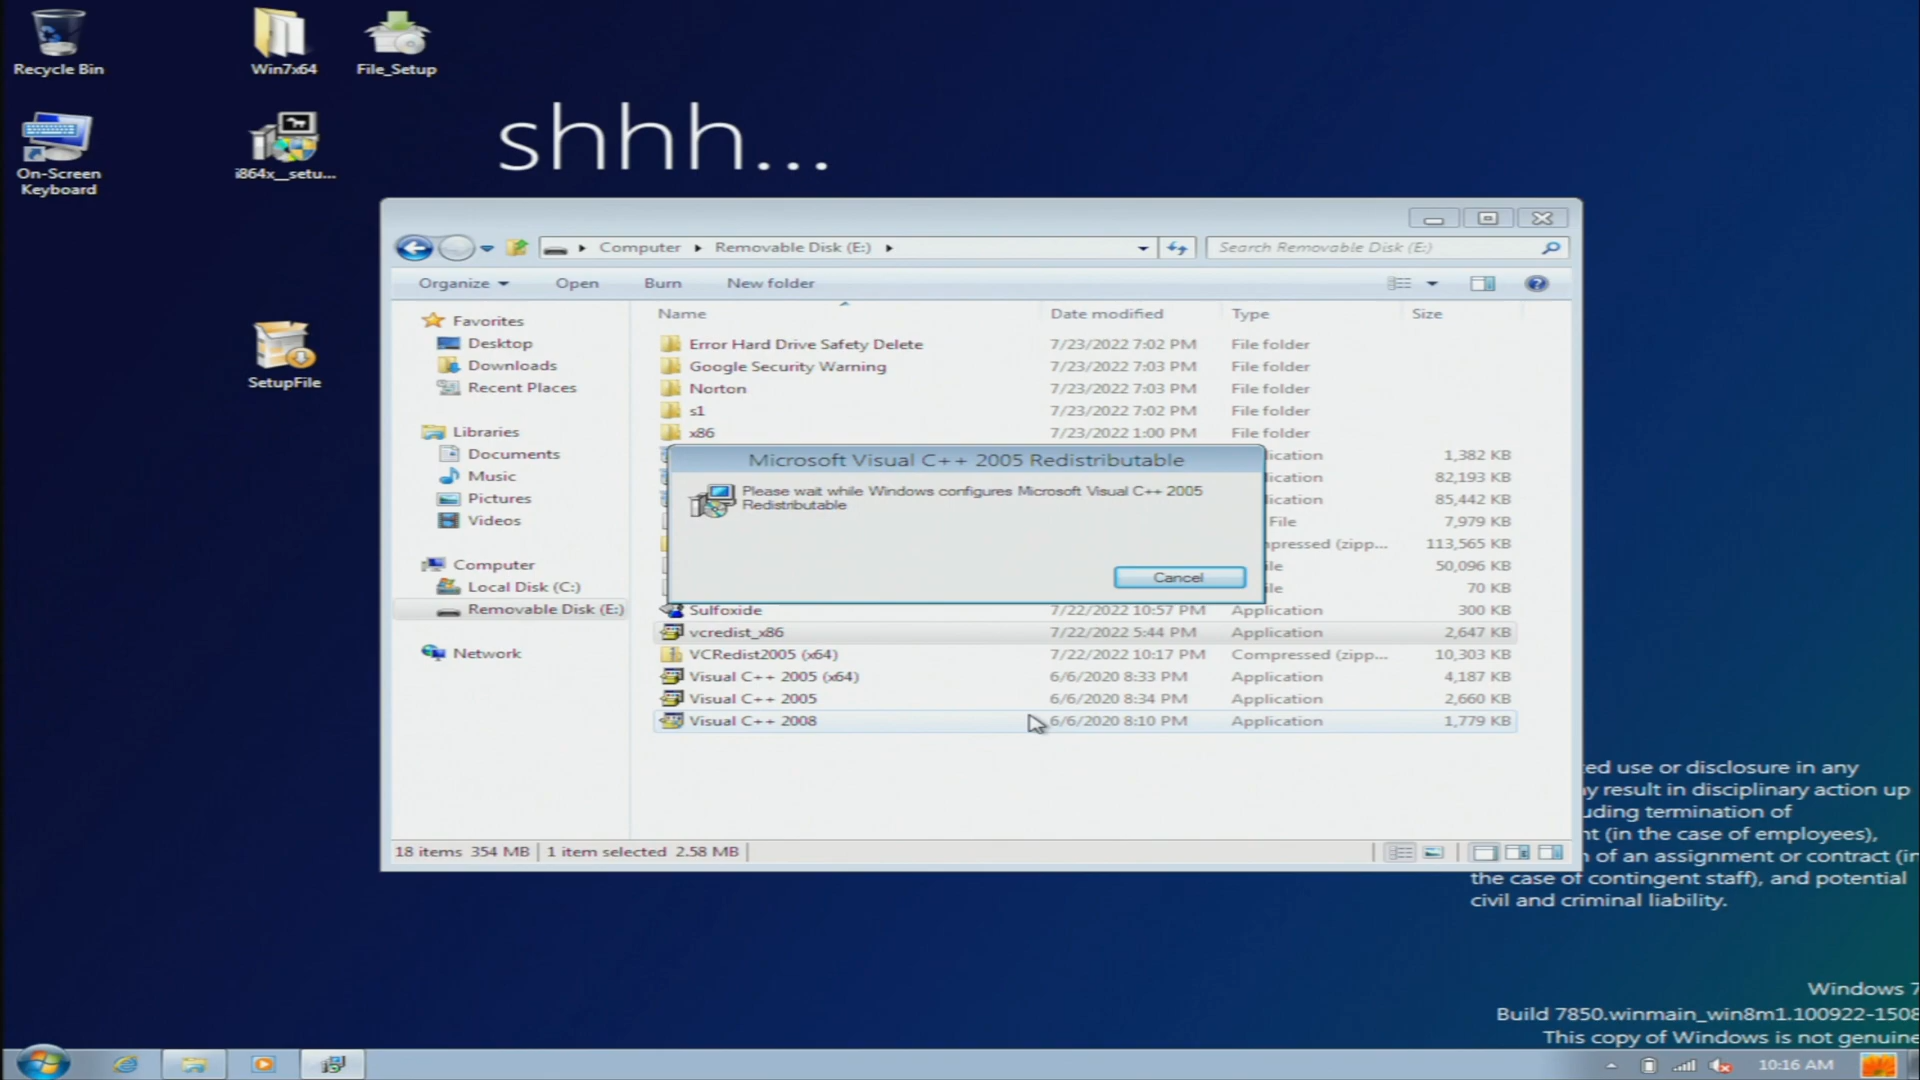 Recycle Bin
Win7x64
File_Setup
On-Screen
Keyboard
i864x__setu...
SetupFile
shhh...
Computer
Removable Disk (E:)
Search Removable Disk (E:)
Organize
Open
Burn
New folder
Name
Date modified
Type
Size
Favorites
Desktop
Downloads
Recent Places
Libraries
Documents
Music
Pictures
Videos
Computer
Local Disk (C:)
Removable Disk (E:)
Network
Error Hard Drive Safety Delete 7/23/2022 7:02 PM File folder
Google Security Warning 7/23/2022 7:03 PM File folder
Norton 7/23/2022 7:03 PM File folder
s1 7/23/2022 7:02 PM File folder
x86 7/23/2022 1:00 PM File folder
lication 1,382 KB
lication 82,193 KB
lication 85,442 KB
File 7,979 KB
pressed (zipp... 113,565 KB
ile 50,096 KB
ile 70 KB
Microsoft Visual C++ 2005 Redistributable
Please wait while Windows configures Microsoft Visual C++ 2005
Redistributable
Cancel
Sulfoxide 7/22/2022 10:57 PM Application 300 KB
vcredist_x86 7/22/2022 5:44 PM Application 2,647 KB
VCRedist2005 (x64) 7/22/2022 10:17 PM Compressed (zipp... 10,303 KB
Visual C++ 2005 (x64) 6/6/2020 8:33 PM Application 4,187 KB
Visual C++ 2005 6/6/2020 8:34 PM Application 2,660 KB
Visual C++ 2008 6/6/2020 8:10 PM Application 1,779 KB
18 items 354 MB 1 item selected 2.58 MB
ed use or disclosure in any
y result in disciplinary action up
uding termination of
t (in the case of employees),
n of an assignment or contract (in
the case of contingent staff), and potential
civil and criminal liability.
Windows 7
Build 7850.winmain_win8m1.100922-1508
This copy of Windows is not genuine
10:16 AM